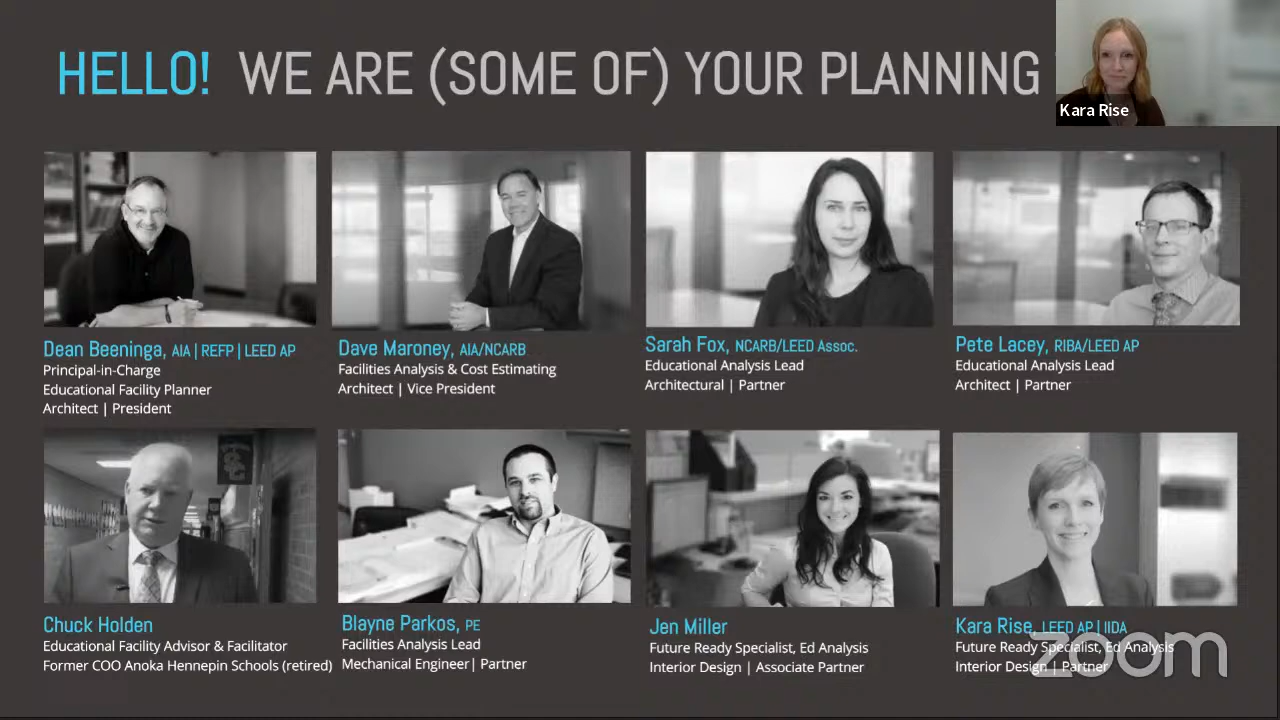 HELLO! WE ARE (SOME OF) YOUR PLANNING
Kara Rise
Dean Beeninga, AIA | REFP | LEED AP
Principal-in-Charge
Educational Facility Planner
Architect | President
Dave Maroney, AIA/NCARB
Facilities Analysis & Cost Estimating
Architect | Vice President
Sarah Fox, NCARB/LEED Assoc.
Educational Analysis Lead
Architectural | Partner
Pete Lacey, RIBA/LEED AP
Educational Analysis Lead
Architect | Partner
Chuck Holden
Educational Facility Advisor & Facilitator
Former COO Anoka Hennepin Schools (retired)
Blayne Parkos, PE
Facilities Analysis Lead
Mechanical Engineer| Partner
Jen Miller
Future Ready Specialist, Ed Analysis
Interior Design | Associate Partner
Kara Rise, LEED AP | IIDA
Future Ready Specialist, Ed Analysis
Interior Design | Partner
zoom